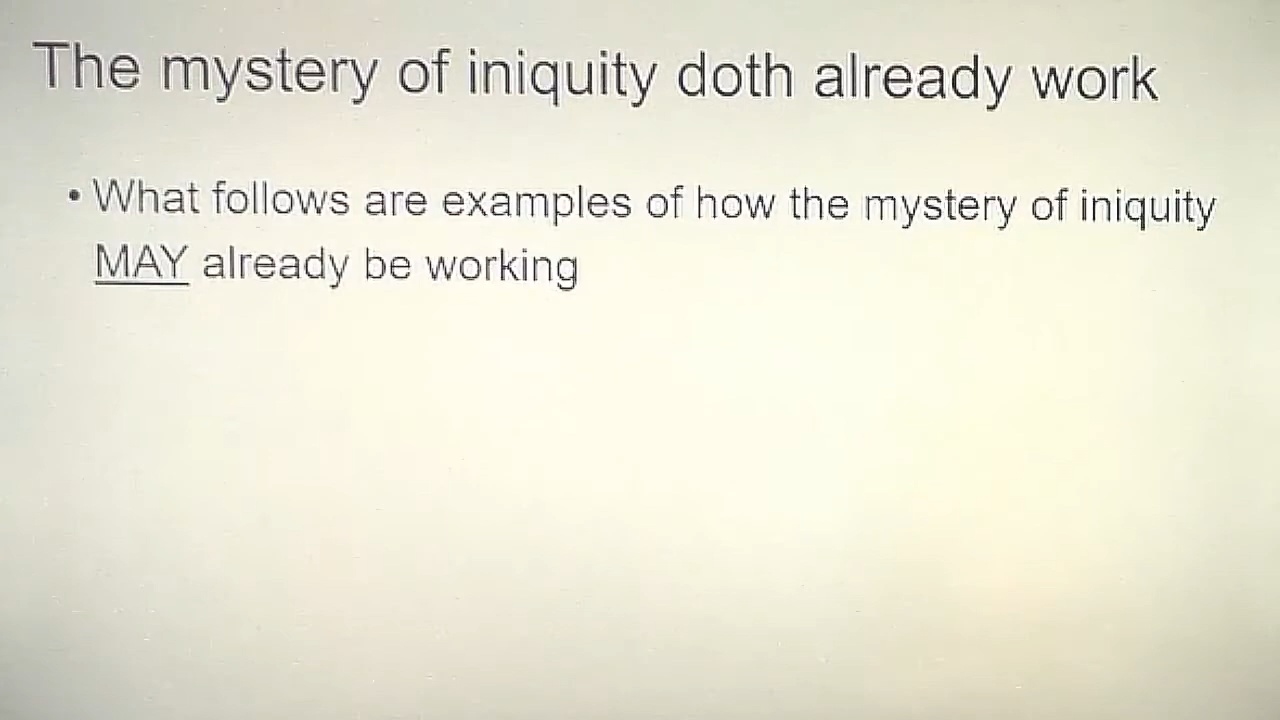 The mystery of iniquity doth already work
• What follows are examples of how the mystery of iniquity
MAY already be working